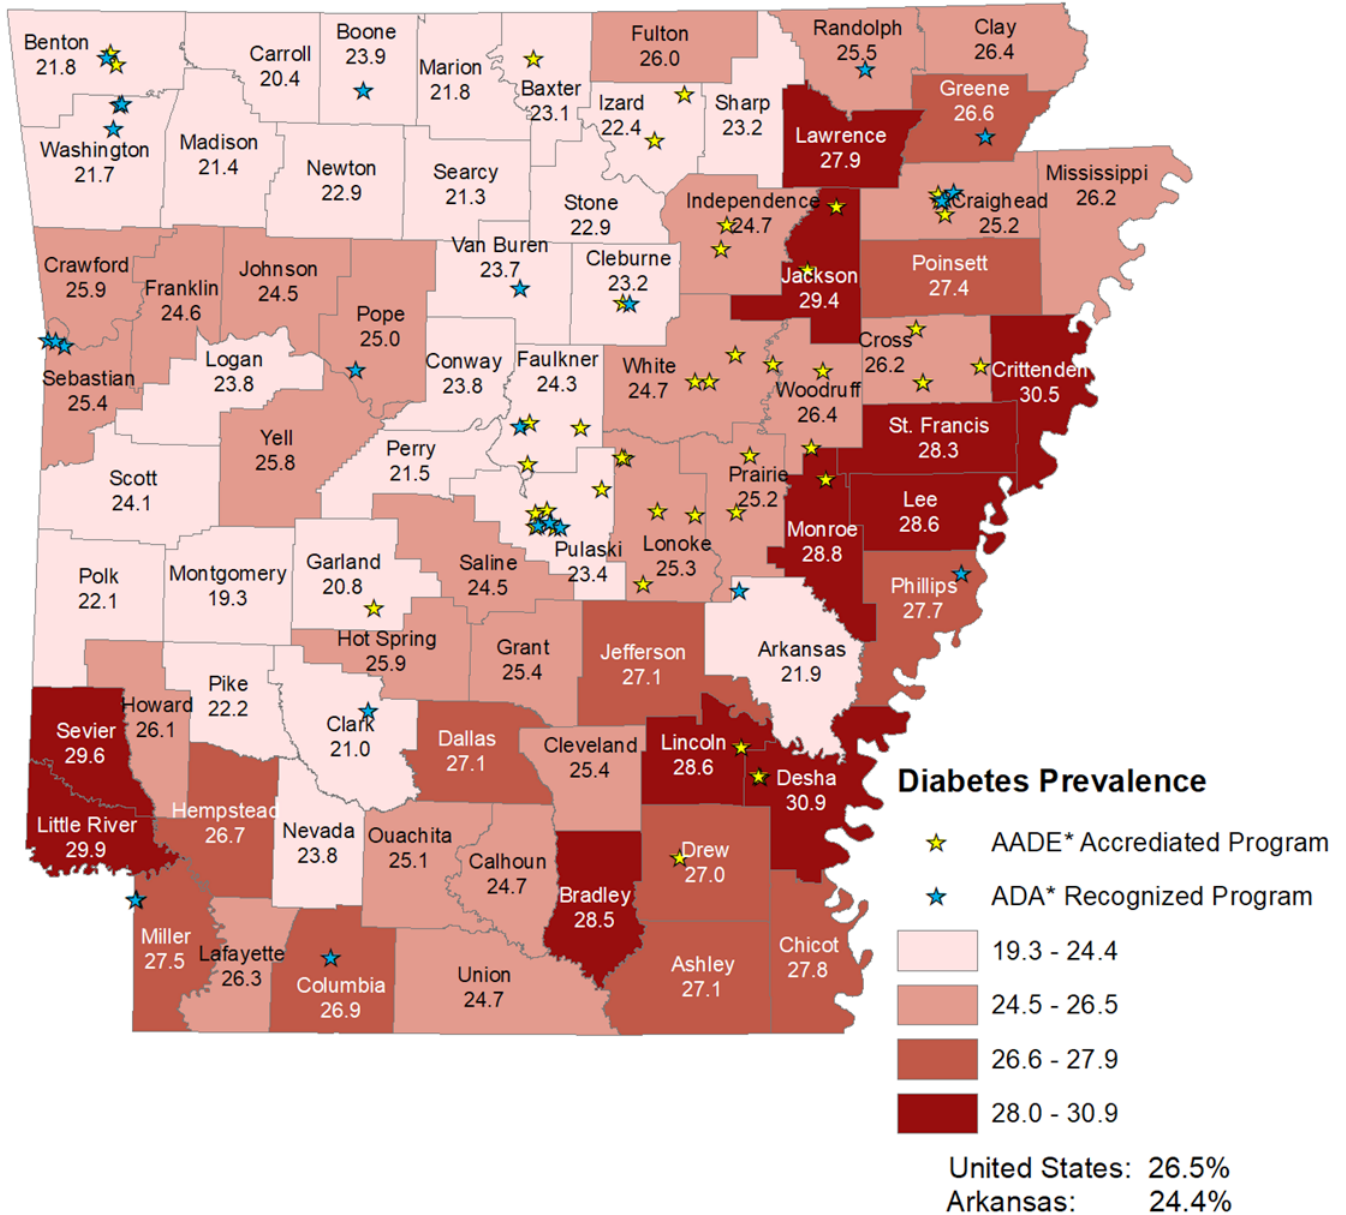 Benton
21.8
Carroll
20.4
Boone
23.9
Marion
21.8
Baxter
23.1
Fulton
26.0
Izard
22.4
Sharp
23.2
Randolph
25.5
Clay
26.4
Greene
26.6
Lawrence
27.9
Washington
21.7
Madison
21.4
Newton
22.9
Searcy
21.3
Stone
22.9
Independence
24.7
Craighead
25.2
Mississippi
26.2
Crawford
25.9
Franklin
24.6
Johnson
24.5
Pope
25.0
Van Buren
23.7
Cleburne
23.2
Jackson
29.4
Poinsett
27.4
Sebastian
25.4
Logan
23.8
Conway
23.8
Faulkner
24.3
White
24.7
Woodruff
26.4
Cross
26.2
Crittenden
30.5
Scott
24.1
Yell
25.8
Perry
21.5
Prairie
25.2
St. Francis
28.3
Lee
28.6
Monroe
28.8
Polk
22.1
Montgomery
19.3
Garland
20.8
Saline
24.5
Pulaski
23.4
Lonoke
25.3
Phillips
27.7
Hot Spring
25.9
Grant
25.4
Jefferson
27.1
Arkansas
21.9
Sevier
29.6
Howard
26.1
Pike
22.2
Clark
21.0
Dallas
27.1
Cleveland
25.4
Lincoln
28.6
Desha
30.9
Little River
29.9
Hempstead
26.7
Nevada
23.8
Ouachita
25.1
Calhoun
24.7
Bradley
28.5
Drew
27.0
Miller
27.5
Lafayette
26.3
Columbia
26.9
Union
24.7
Ashley
27.1
Chicot
27.8
Diabetes Prevalence
AADE* Accrediated Program
ADA* Recognized Program
19.3 - 24.4
24.5 - 26.5
26.6 - 27.9
28.0 - 30.9
United States: 26.5%
Arkansas: 24.4%